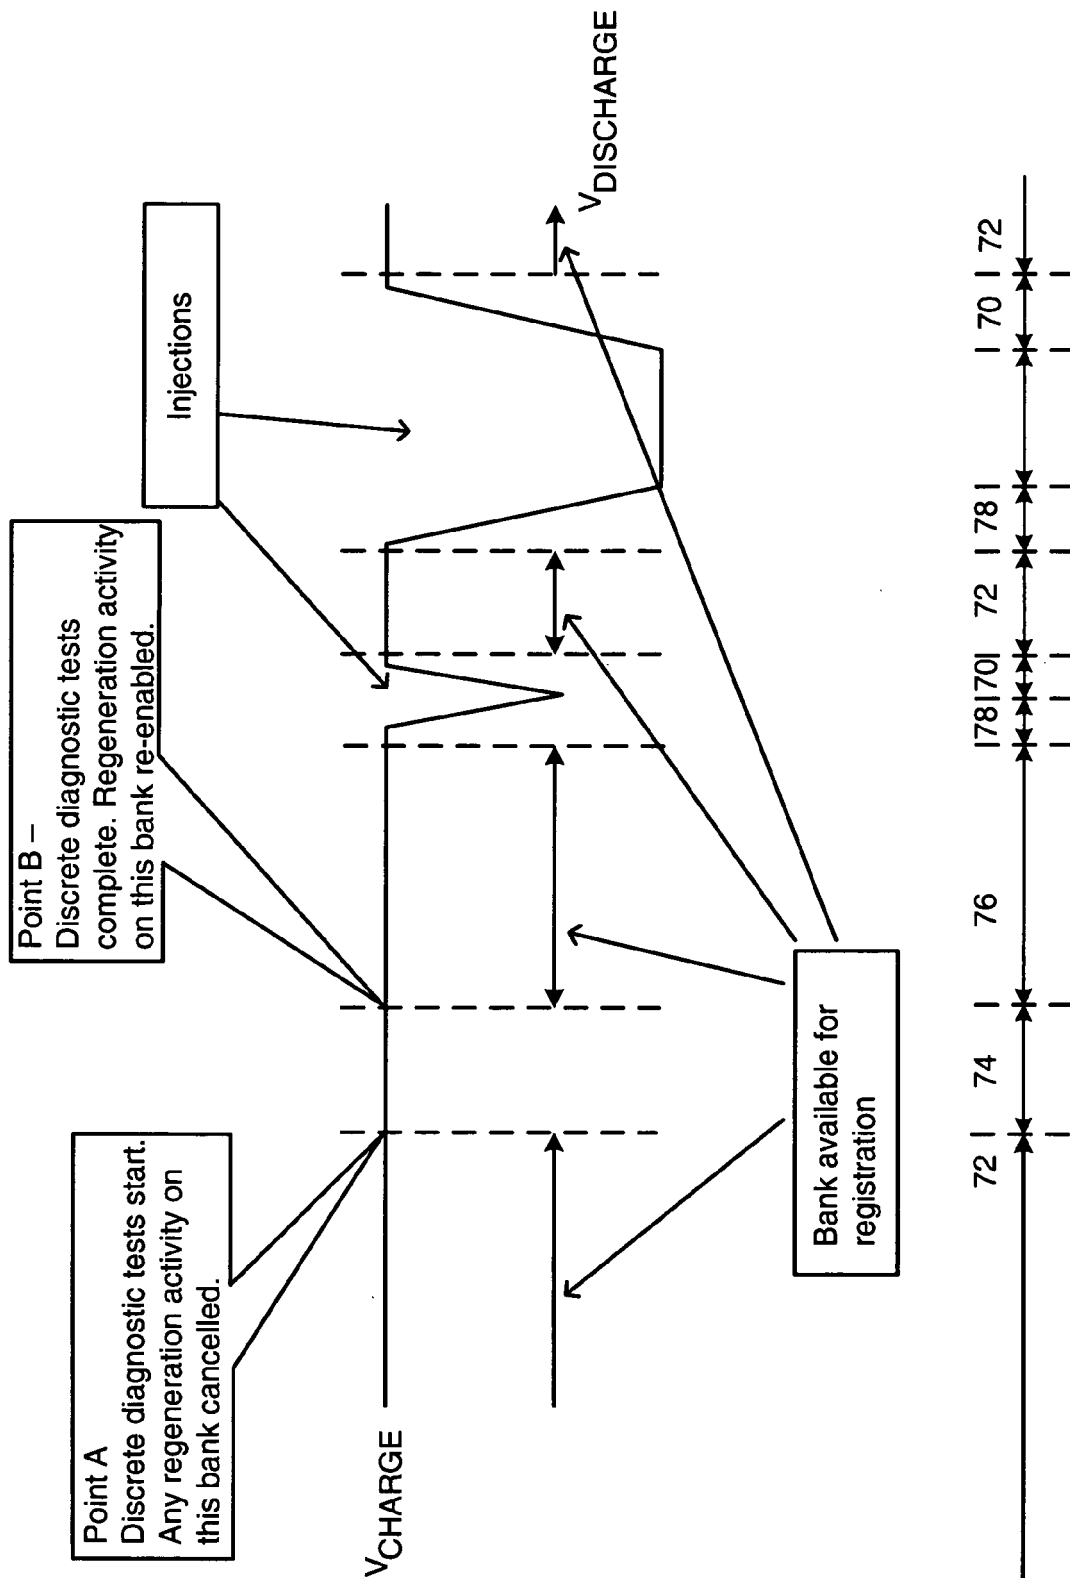 Point A
Discrete diagnostic tests start.
Any regeneration activity on
this bank cancelled.
Point B –
Discrete diagnostic tests
complete. Regeneration activity
on this bank re-enabled.
Injections
VCHARGE
VDISCHARGE
Bank available for
registration
72
74
76
78
70
72
78
70
72